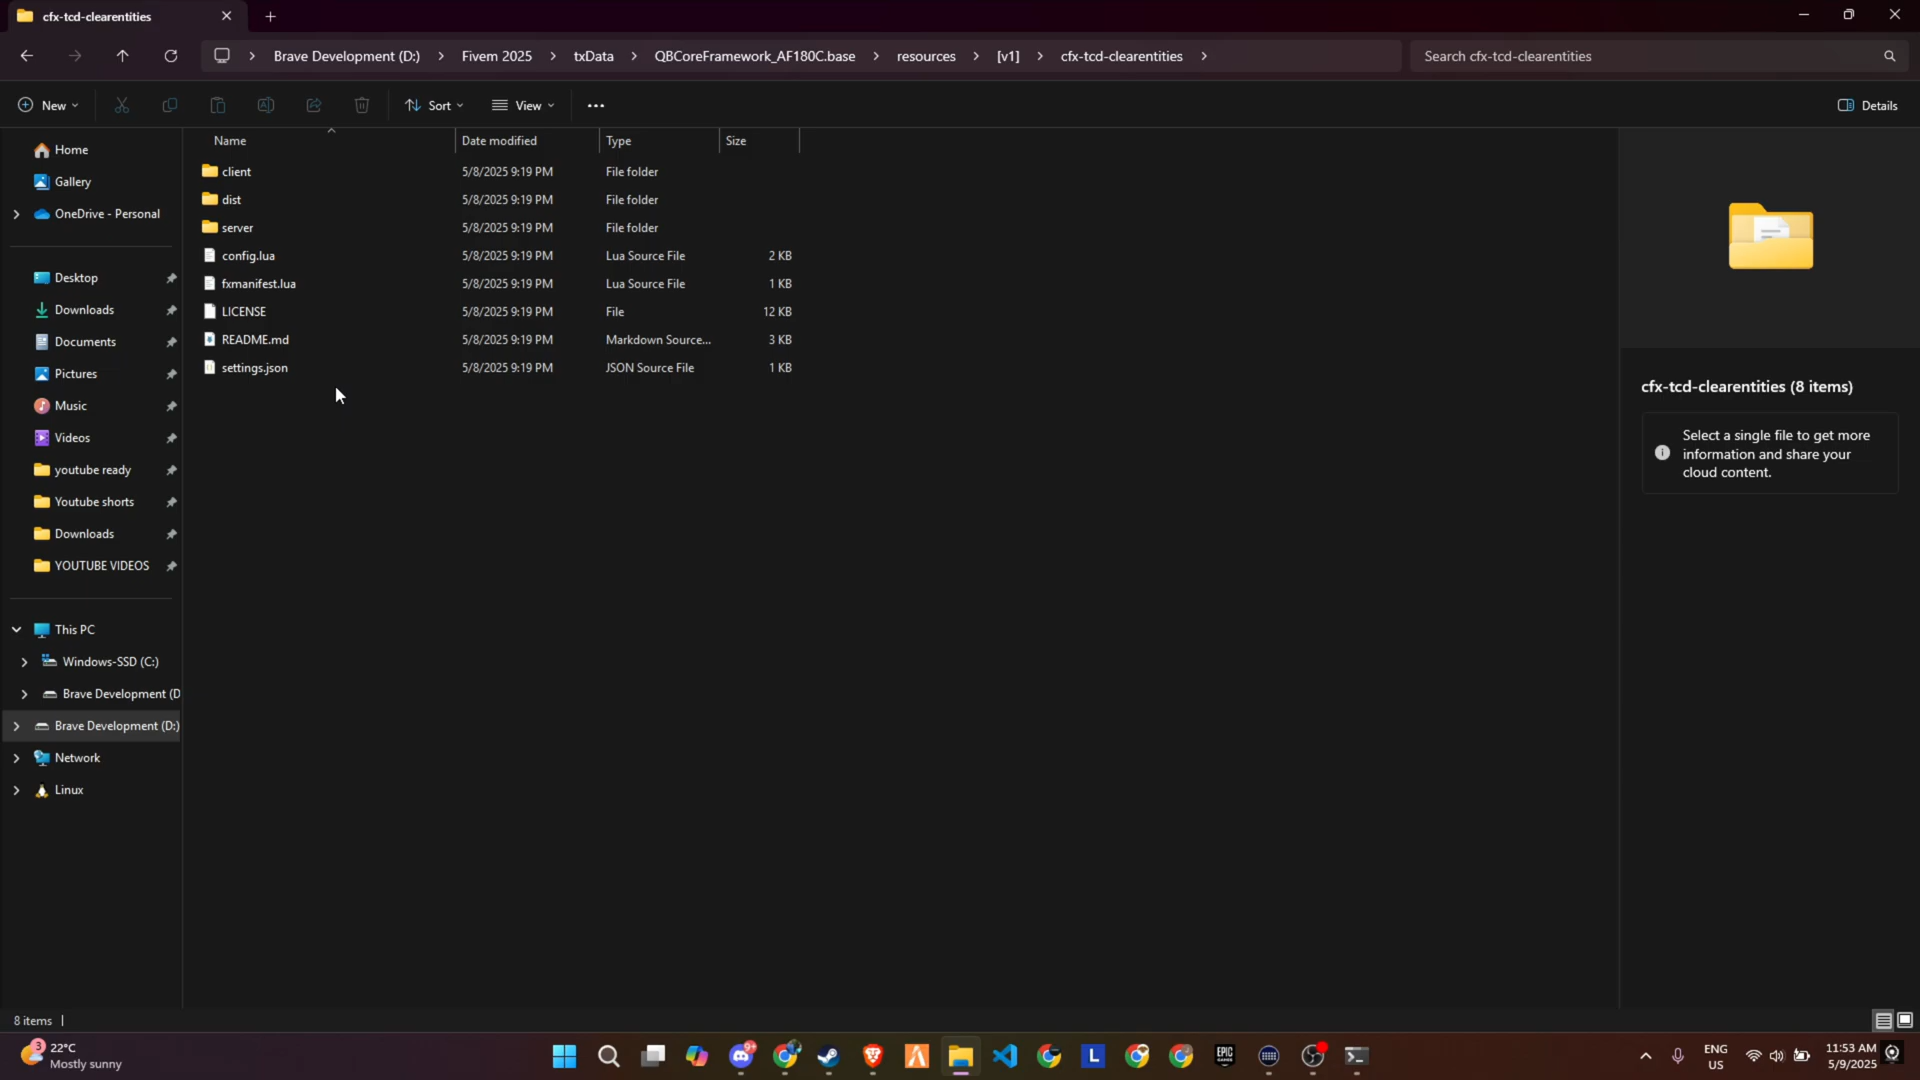 cfx-tcd-clearentities
Brave Development (D:) > Fivem 2025 > txData > QBCoreFramework_AF180C.base > resources > [v1] > cfx-tcd-clearentities >
Search cfx-tcd-clearentities
New
Sort
View
Details
Name Date modified Type Size
client 5/8/2025 9:19 PM File folder
dist 5/8/2025 9:19 PM File folder
server 5/8/2025 9:19 PM File folder
config.lua 5/8/2025 9:19 PM Lua Source File 2 KB
fxmanifest.lua 5/8/2025 9:19 PM Lua Source File 1 KB
LICENSE 5/8/2025 9:19 PM File 12 KB
README.md 5/8/2025 9:19 PM Markdown Source... 3 KB
settings.json 5/8/2025 9:19 PM JSON Source File 1 KB
Home
Gallery
OneDrive - Personal
Desktop
Downloads
Documents
Pictures
Music
Videos
youtube ready
Youtube shorts
Downloads
YOUTUBE VIDEOS
This PC
Windows-SSD (C:)
Brave Development (D
Brave Development (D:)
Network
Linux
cfx-tcd-clearentities (8 items)
Select a single file to get more
information and share your
cloud content.
8 items
3
22°C
Mostly sunny
9+
L
EPIC
GAMES
ENG
US
11:53 AM
5/9/2025